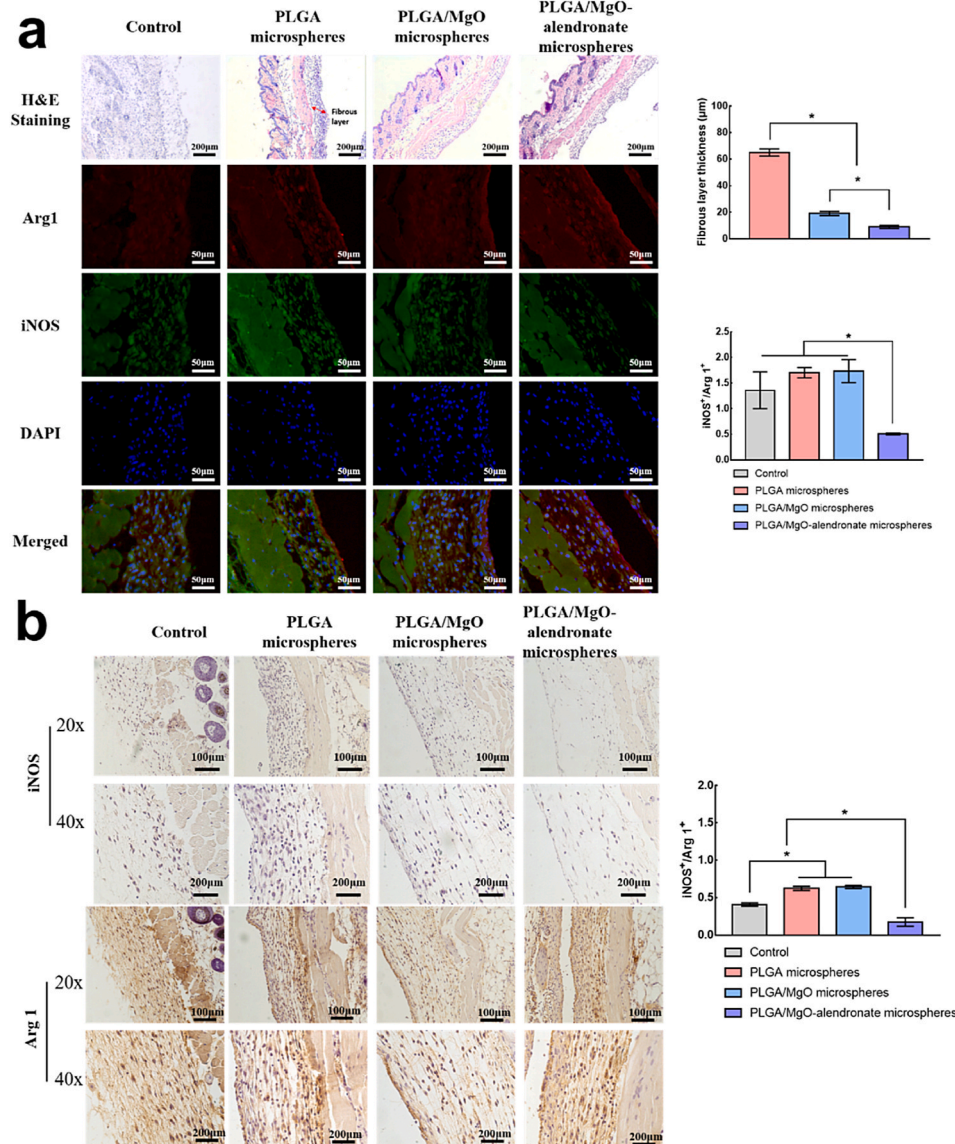 a
Control
PLGA
microspheres
PLGA/MgO
microspheres
PLGA/MgO-
alendronate
microspheres
H&E
Staining
Fibrous
layer
200μm
200μm
200μm
200μm
Arg1
50μm
50μm
50μm
50μm
iNOS
50μm
50μm
50μm
50μm
DAPI
50μm
50μm
50μm
50μm
Merged
50μm
50μm
50μm
50μm
Fibrous layer thickness (μm)
100
80
60
40
20
0
*
*
iNOS⁺/Arg 1⁺
2.0
1.5
1.0
0.5
0.0
*
Control
PLGA microspheres
PLGA/MgO microspheres
PLGA/MgO-alendronate microspheres
b
Control
PLGA
microspheres
PLGA/MgO
microspheres
PLGA/MgO-
alendronate
microspheres
iNOS
20x
100μm
100μm
100μm
100μm
40x
200μm
200μm
200μm
200μm
Arg 1
20x
100μm
100μm
100μm
100μm
40x
200μm
200μm
200μm
200μm
iNOS⁺/Arg 1⁺
2.0
1.5
1.0
0.5
0.0
*
*
Control
PLGA microspheres
PLGA/MgO microspheres
PLGA/MgO-alendronate microspheres